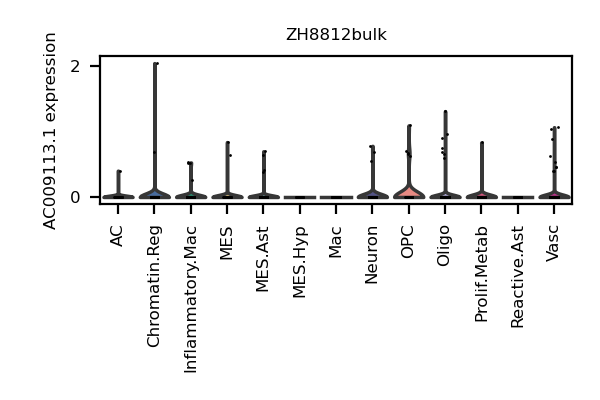 ZH8812bulk
AC009113.1 expression
2
0
AC
Chromatin.Reg
Inflammatory.Mac
MES
MES.Ast
MES.Hyp
Mac
Neuron
OPC
Oligo
Prolif.Metab
Reactive.Ast
Vasc